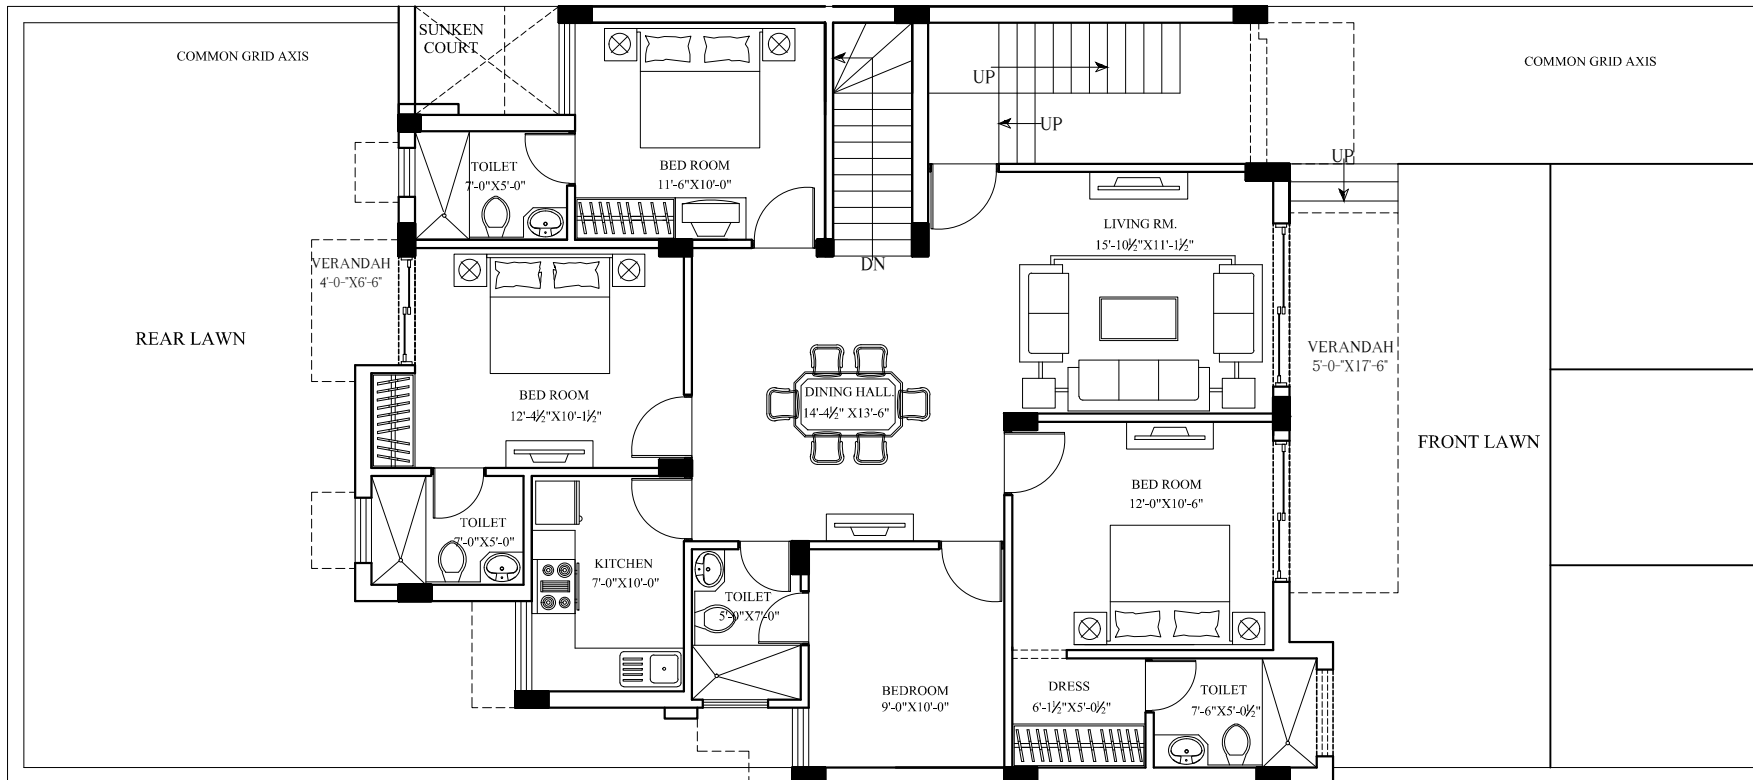 SUNKEN
COURT
COMMON GRID AXIS
COMMON GRID AXIS
UP
UP
UP
TOILET
7'-0"X5'-0"
BED ROOM
11'-6"X10'-0"
LIVING RM.
15'-10½"X11'-1½"
DN
VERANDAH
4'-0-"X6'-6"
REAR LAWN
VERANDAH
5'-0-"X17'-6"
BED ROOM
12'-4½"X10'-1½"
DINING HALL.
14'-4½" X13'-6"
FRONT LAWN
BED ROOM
12'-0"X10'-6"
TOILET
7'-0"X5'-0"
KITCHEN
7'-0"X10'-0"
TOILET
5'-0"X7'-0"
BEDROOM
9'-0"X10'-0"
DRESS
6'-1½"X5'-0½"
TOILET
7'-6"X5'-0½"